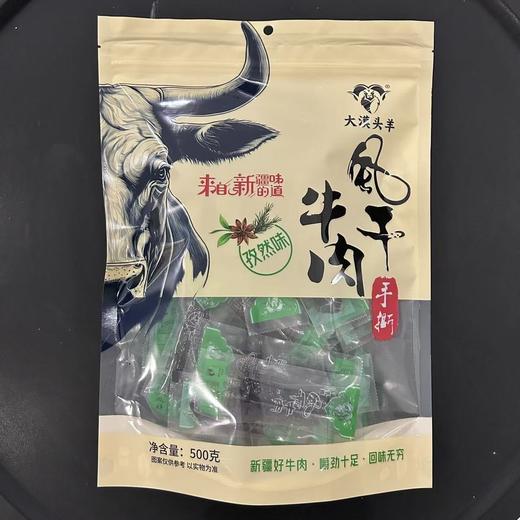 大漠头羊
®
来自新疆的味道
风干
牛肉
手撕
孜然味
净含量：500克
图案仅供参考 以实物为准
新疆好牛肉·嚼劲十足·回味无穷